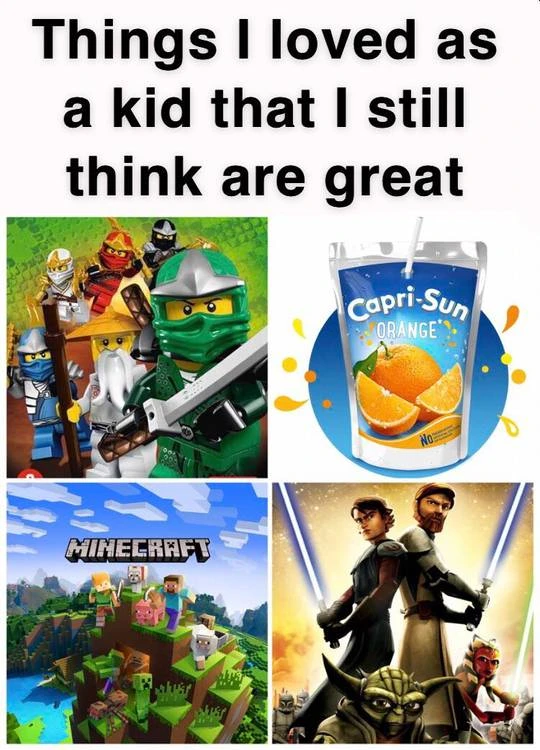 Things I loved as
a kid that I still
think are great
Capri-Sun
ORANGE
NO
MINECRAFT